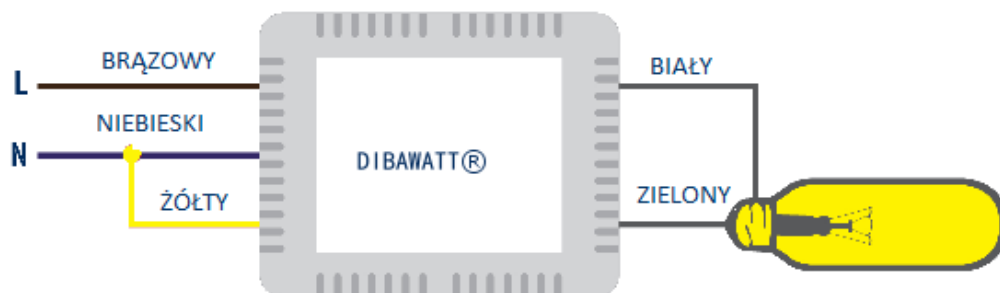 BRĄZOWY
L
NIEBIESKI
N
ŻÓŁTY
DIBAWATT®
BIAŁY
ZIELONY